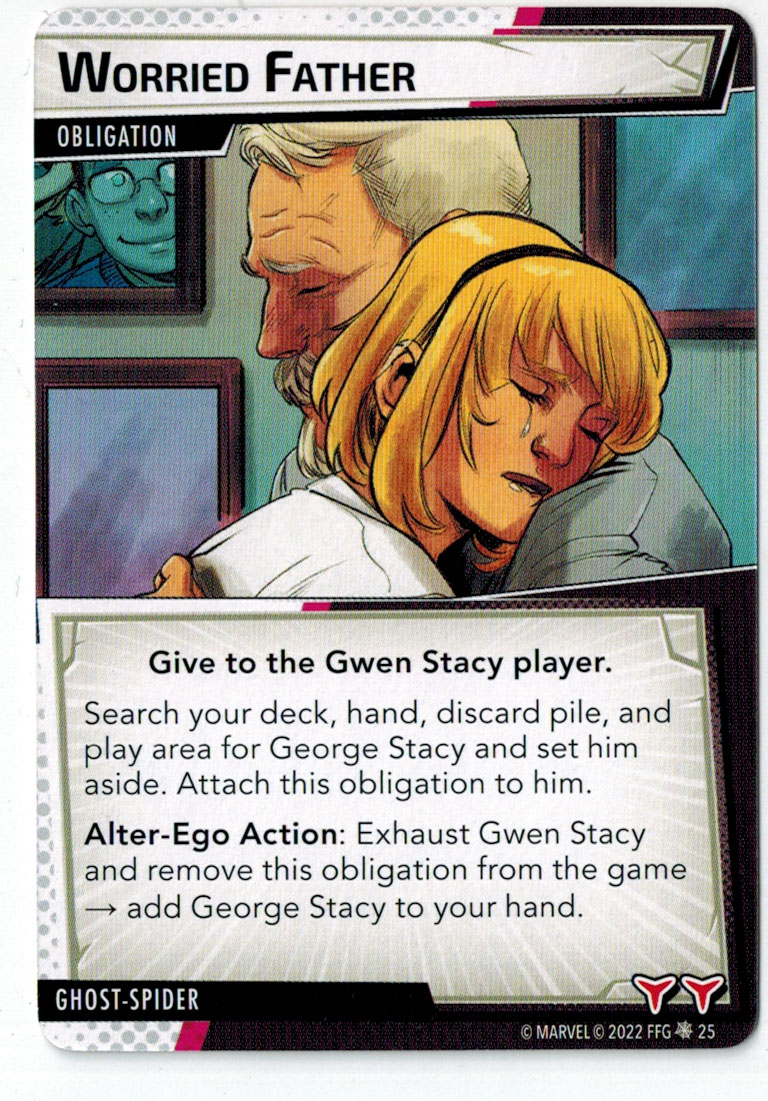 WORRIED FATHER
OBLIGATION
Give to the Gwen Stacy player.
Search your deck, hand, discard pile, and
play area for George Stacy and set him
aside. Attach this obligation to him.
Alter-Ego Action: Exhaust Gwen Stacy
and remove this obligation from the game
→ add George Stacy to your hand.
GHOST-SPIDER
© MARVEL © 2022 FFG 25